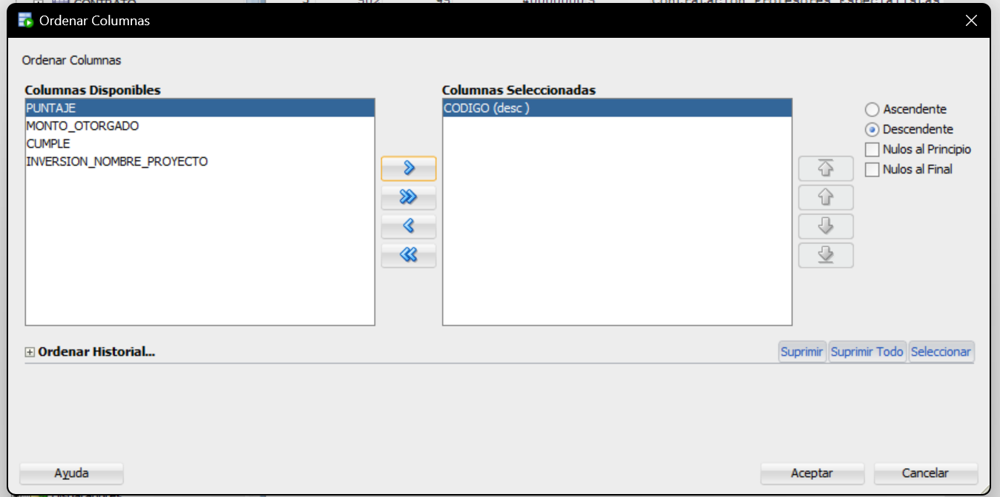 Ordenar Columnas
Ordenar Columnas
Columnas Disponibles
PUNTAJE
MONTO_OTORGADO
CUMPLE
INVERSION_NOMBRE_PROYECTO
Columnas Seleccionadas
CODIGO (desc )
Ascendente
Descendente
Nulos al Principio
Nulos al Final
Ordenar Historial...
Suprimir
Suprimir Todo
Seleccionar
Ayuda
Aceptar
Cancelar